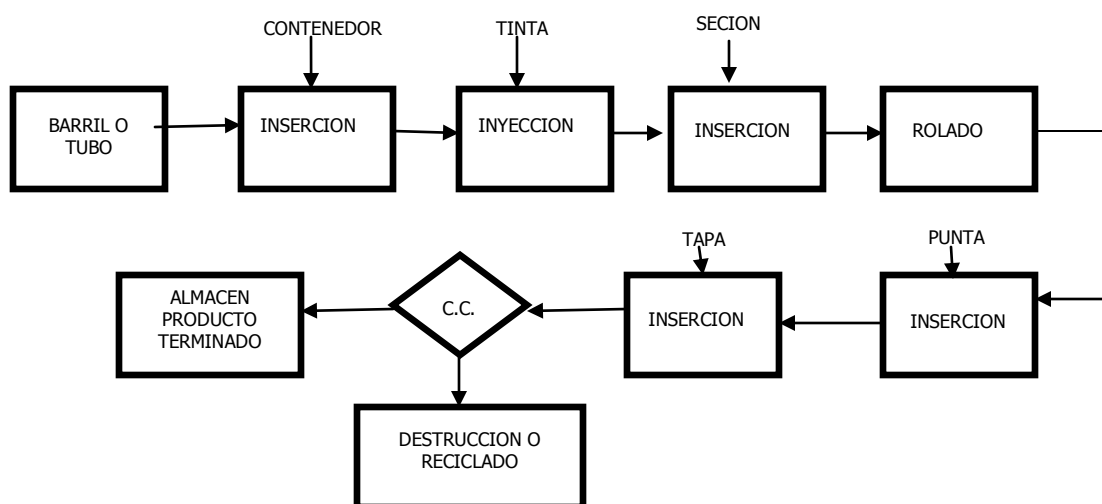 CONTENEDOR
TINTA
SECION
BARRIL O
TUBO
INSERCION
INYECCION
INSERCION
ROLADO
TAPA
PUNTA
ALMACEN
PRODUCTO
TERMINADO
C.C.
INSERCION
INSERCION
DESTRUCCION O
RECICLADO